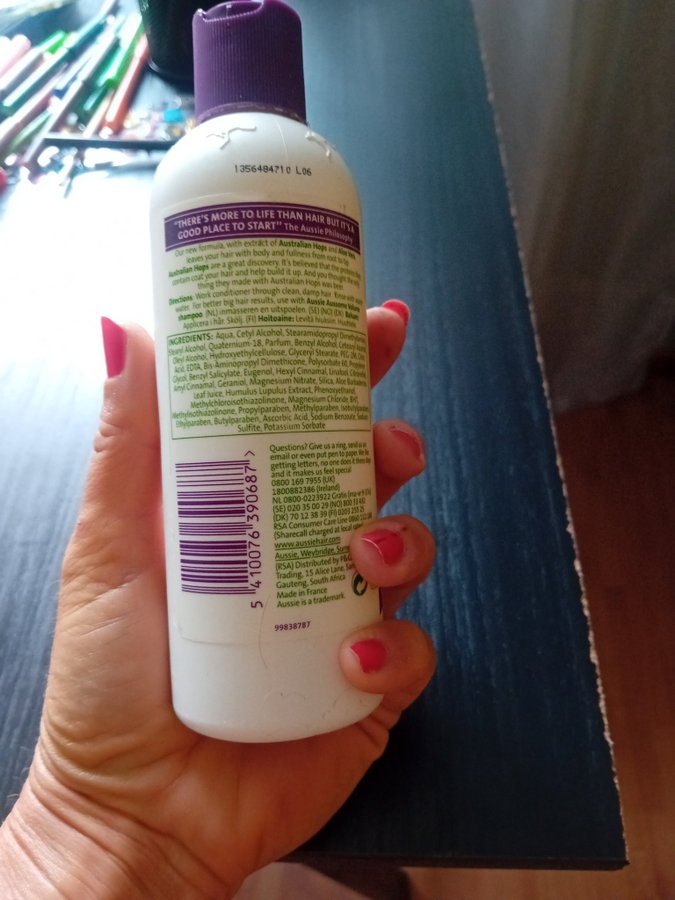 1356484710 L06
"THERE'S MORE TO LIFE THAN HAIR BUT IT'S A
GOOD PLACE TO START" The Aussie Philosophy
Our new formula, with extract of Australian Hops and Aloe Vera,
leaves your hair with body and fullness from root to tip.
Australian Hops are a great discovery. It's believed that the proteins they
contain coat your hair and help build it up. And you thought the only
thing they made with Australian Hops was beer.
Directions: Work conditioner through clean, damp hair. Rinse with warm
water. For better big hair results, use with Aussie Aussome Volume
shampoo. (NL) inmasseren en uitspoelen. (SE) (NO) (DK) Balsam:
Applicera i hår. Skölj. (FI) Hoitoaine: Levitä hiuksiin. Huuhtele.
INGREDIENTS: Aqua, Cetyl Alcohol, Stearamidopropyl Dimethylamine,
Stearyl Alcohol, Quaternium-18, Parfum, Benzyl Alcohol, Cetearyl Alcohol,
Oleyl Alcohol, Hydroxyethylcellulose, Glyceryl Stearate, PEG-2M, Citric
Acid, EDTA, Bis-Aminopropyl Dimethicone, Polysorbate 60, Propylene
Glycol, Benzyl Salicylate, Eugenol, Hexyl Cinnamal, Linalool, Citronellol,
Amyl Cinnamal, Geraniol, Magnesium Nitrate, Silica, Aloe Barbadensis
Leaf Juice, Humulus Lupulus Extract, Phenoxyethanol,
Methylchloroisothiazolinone, Magnesium Chloride, BHT,
Methylisothiazolinone, Propylparaben, Methylparaben, Isobutylparaben,
Ethylparaben, Butylparaben, Ascorbic Acid, Sodium Benzoate, Sodium
Sulfite, Potassium Sorbate
Questions? Give us a ring, send us an
email or even put pen to paper. We like
getting letters, no one does it these days
and it makes us feel special
0800 169 7955 (UK)
1800882386 (Ireland)
NL 0800-0223922 Gratis
(SE) 020 35 00 29 (NO) 800
(DK) 70 12 38 39 (FI) 0203
RSA Consumer Care Line 0860
(Sharecall charged at local rates)
www.aussiehair.com
Aussie, Weybridge,
(RSA) Distributed by
Trading, 15 Alice Lane,
Gauteng, South Africa
Made in France
Aussie is a trademark.
5 410076 390687 >
99838787